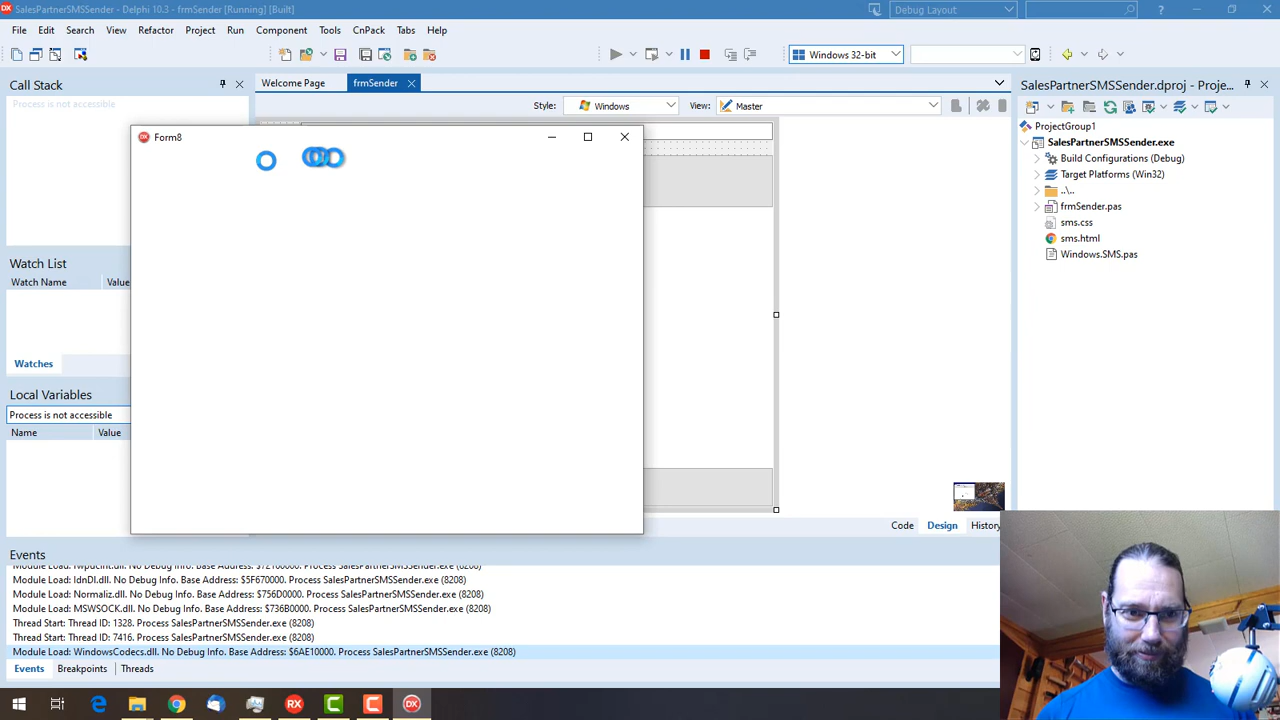 SalesPartnerSMSSender - Delphi 10.3 - frmSender [Running] [Built]
Debug Layout
File Edit Search View Refactor Project Run Component Tools CnPack Tabs Help
Windows 32-bit
Call Stack
Process is not accessible
Welcome Page
frmSender
Style:
Windows
View:
Master
Form8
Watch List
Watch Name
Value
Watches
Local Variables
Process is not accessible
Name
Value
Code
Design
History
SalesPartnerSMSSender.dproj - Proje...
ProjectGroup1
SalesPartnerSMSSender.exe
Build Configurations (Debug)
Target Platforms (Win32)
..\..
frmSender.pas
sms.css
sms.html
Windows.SMS.pas
Events
Module Load: IdnDl.dll. No Debug Info. Base Address: $5F670000. Process SalesPartnerSMSSender.exe (8208)
Module Load: Normaliz.dll. No Debug Info. Base Address: $756D0000. Process SalesPartnerSMSSender.exe (8208)
Module Load: MSWSOCK.dll. No Debug Info. Base Address: $736B0000. Process SalesPartnerSMSSender.exe (8208)
Thread Start: Thread ID: 1328. Process SalesPartnerSMSSender.exe (8208)
Thread Start: Thread ID: 7416. Process SalesPartnerSMSSender.exe (8208)
Module Load: WindowsCodecs.dll. No Debug Info. Base Address: $6AE10000. Process SalesPartnerSMSSender.exe (8208)
Events
Breakpoints
Threads